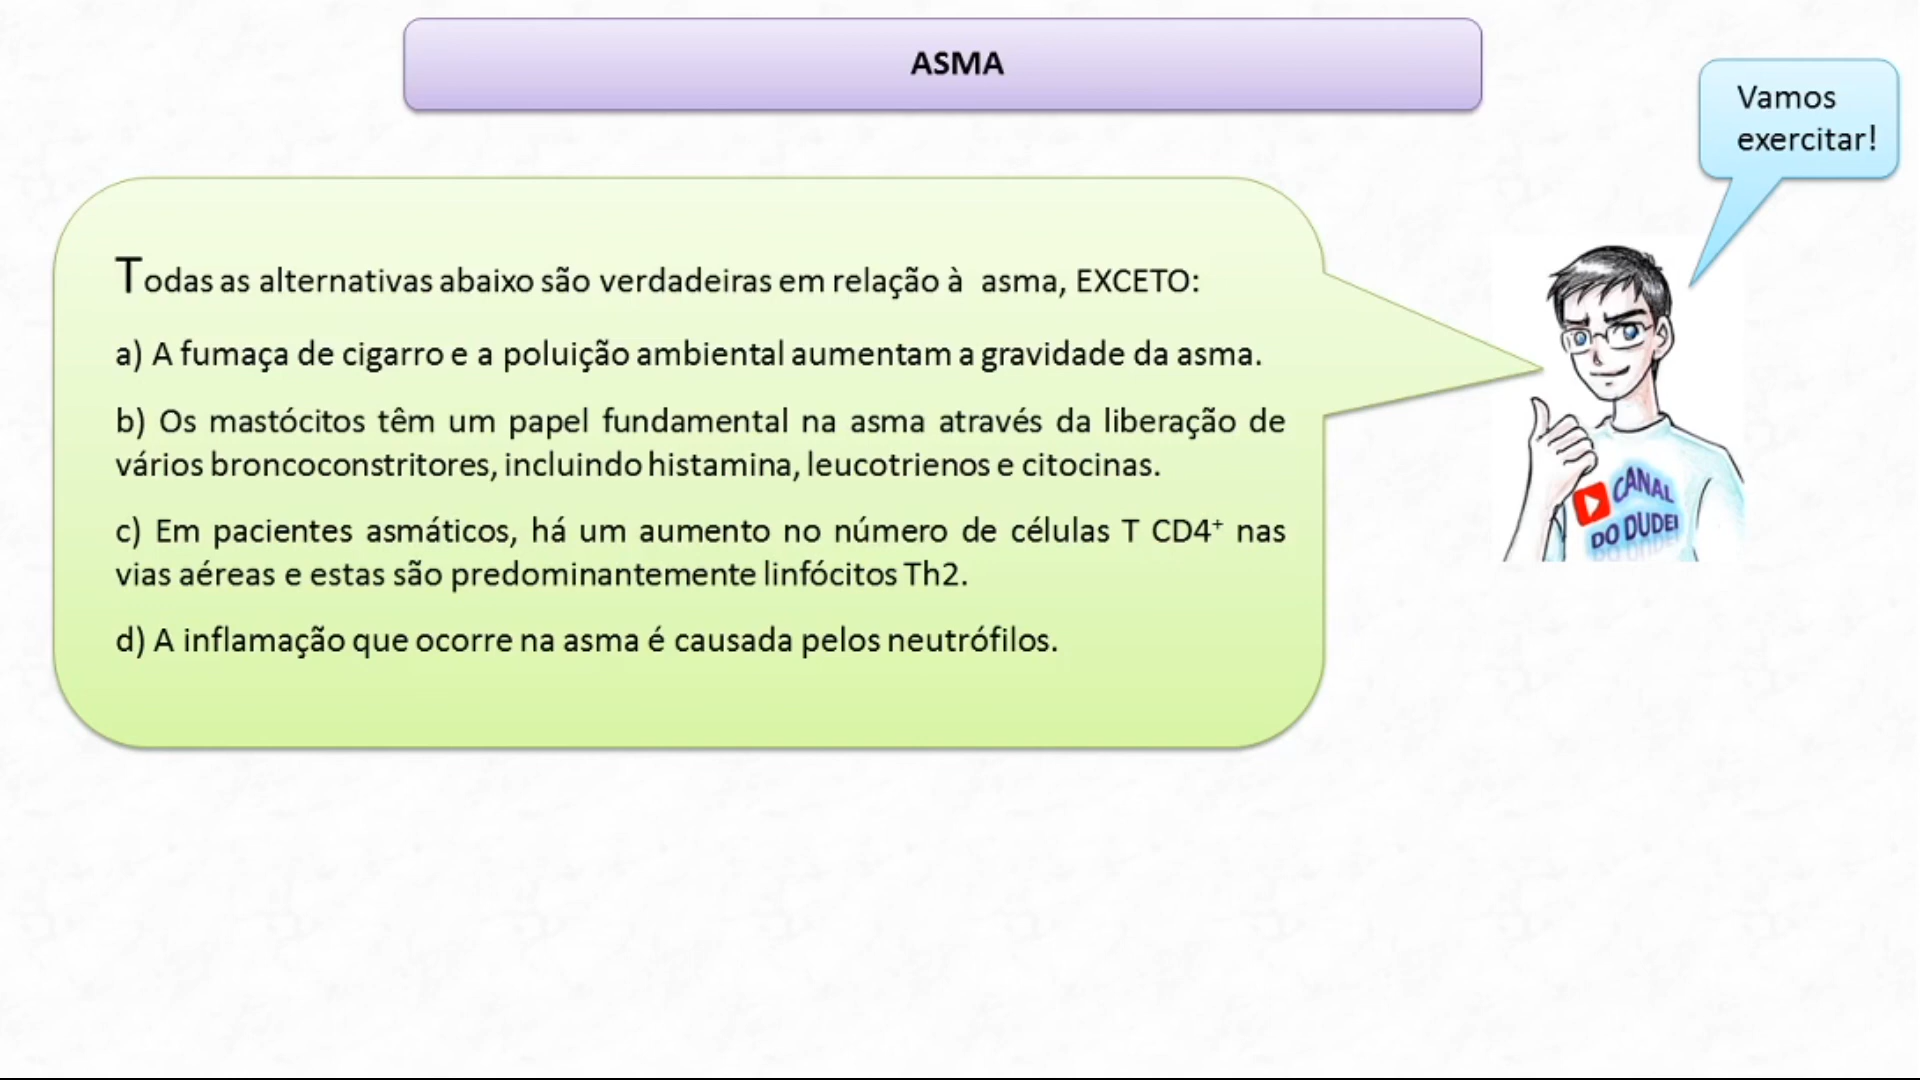 ASMA
Vamos
exercitar!
Todas as alternativas abaixo são verdadeiras em relação à asma, EXCETO:
a) A fumaça de cigarro e a poluição ambiental aumentam a gravidade da asma.
b) Os mastócitos têm um papel fundamental na asma através da liberação de
vários broncoconstritores, incluindo histamina, leucotrienos e citocinas.
c) Em pacientes asmáticos, há um aumento no número de células T CD4⁺ nas
vias aéreas e estas são predominantemente linfócitos Th2.
d) A inflamação que ocorre na asma é causada pelos neutrófilos.
CANAL
DO DUDEI